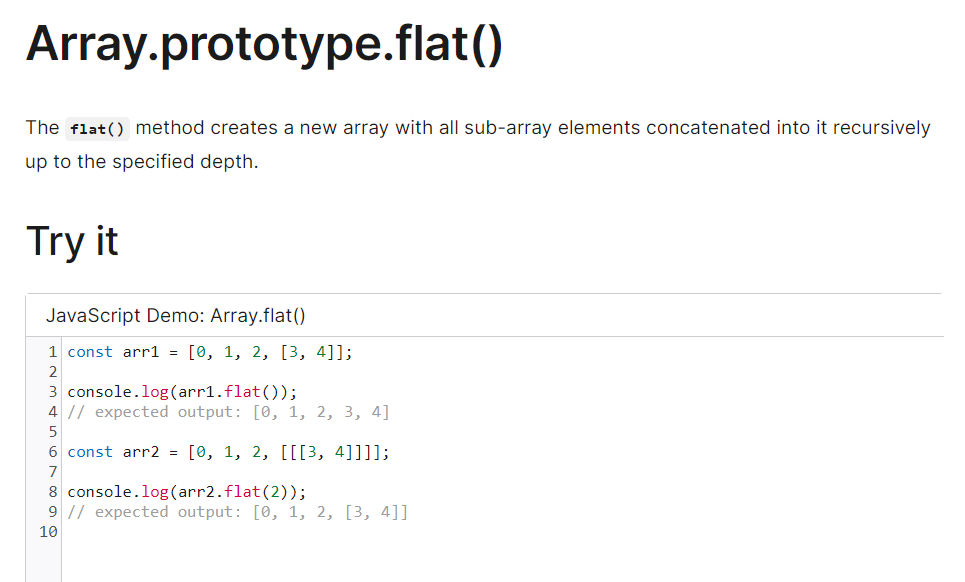 Array.prototype.flat()
The flat() method creates a new array with all sub-array elements concatenated into it recursively
up to the specified depth.
Try it
JavaScript Demo: Array.flat()
1 const arr1 = [0, 1, 2, [3, 4]];
2
3 console.log(arr1.flat());
4 // expected output: [0, 1, 2, 3, 4]
5
6 const arr2 = [0, 1, 2, [[[3, 4]]]];
7
8 console.log(arr2.flat(2));
9 // expected output: [0, 1, 2, [3, 4]]
10